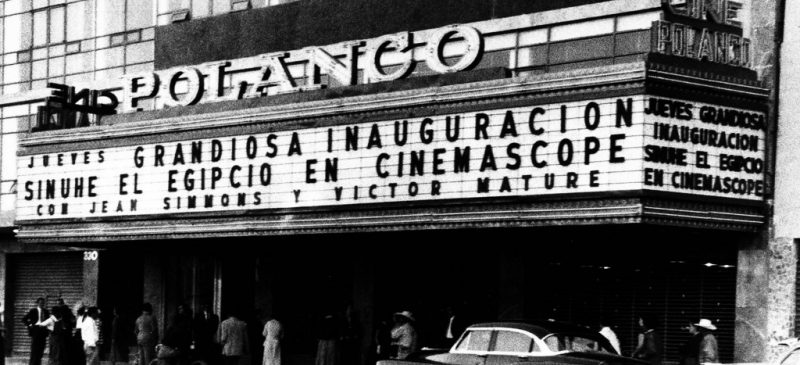 CINE
POLANCO
CINE
POLANCO
JUEVES GRANDIOSA INAUGURACION
SINUHE EL EGIPCIO EN CINEMASCOPE
CON JEAN SIMMONS Y VICTOR MATURE
JUEVES GRANDIOSA
INAUGURACION
SINUHE EL EGIPCIO
EN CINEMASCOPE
330